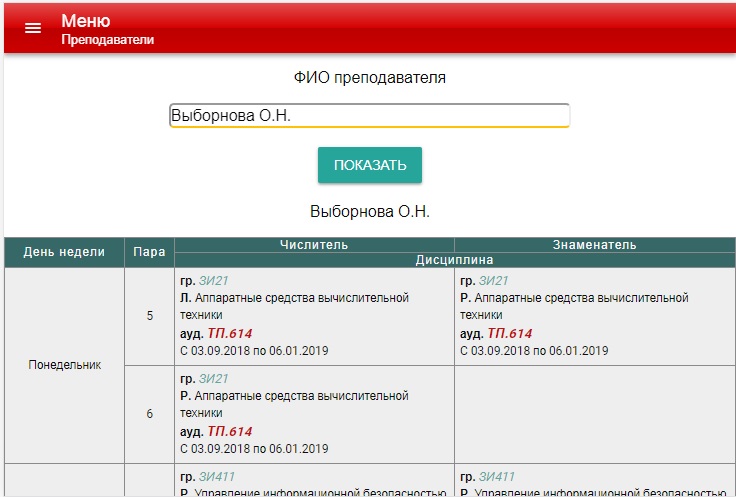 Меню
Преподаватели
ФИО преподавателя
Выборнова О.Н.
ПОКАЗАТЬ
Выборнова О.Н.
День недели
Пара
Числитель
Знаменатель
Дисциплина
Понедельник
5
гр. ЗИ21
Л. Аппаратные средства вычислительной
техники
ауд. ТП.614
С 03.09.2018 по 06.01.2019
гр. ЗИ21
Р. Аппаратные средства вычислительной
техники
ауд. ТП.614
С 03.09.2018 по 06.01.2019
6
гр. ЗИ21
Р. Аппаратные средства вычислительной
техники
ауд. ТП.614
С 03.09.2018 по 06.01.2019
гр. ЗИ411
Р. Управление информационной безопасностью
гр. ЗИ411
Р. Управление информационной безопасностью